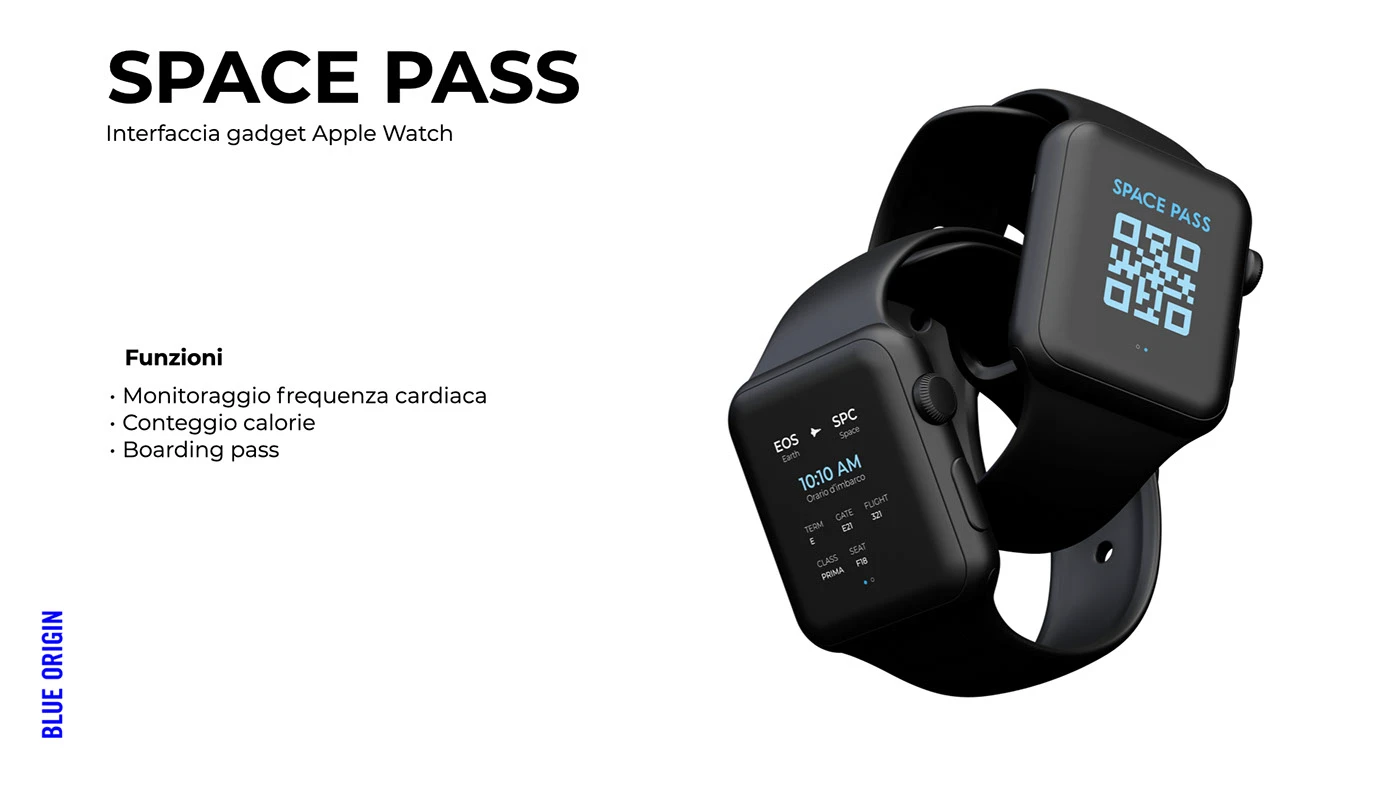 SPACE PASS
Interfaccia gadget Apple Watch
Funzioni
• Monitoraggio frequenza cardiaca
• Conteggio calorie
• Boarding pass
BLUE ORIGIN
SPACE PASS
EOS SPC
Earth Space
10:10 AM
Orario d'imbarco
TERM GATE FLIGHT
E E21 321
CLASS SEAT
PRIMA F18